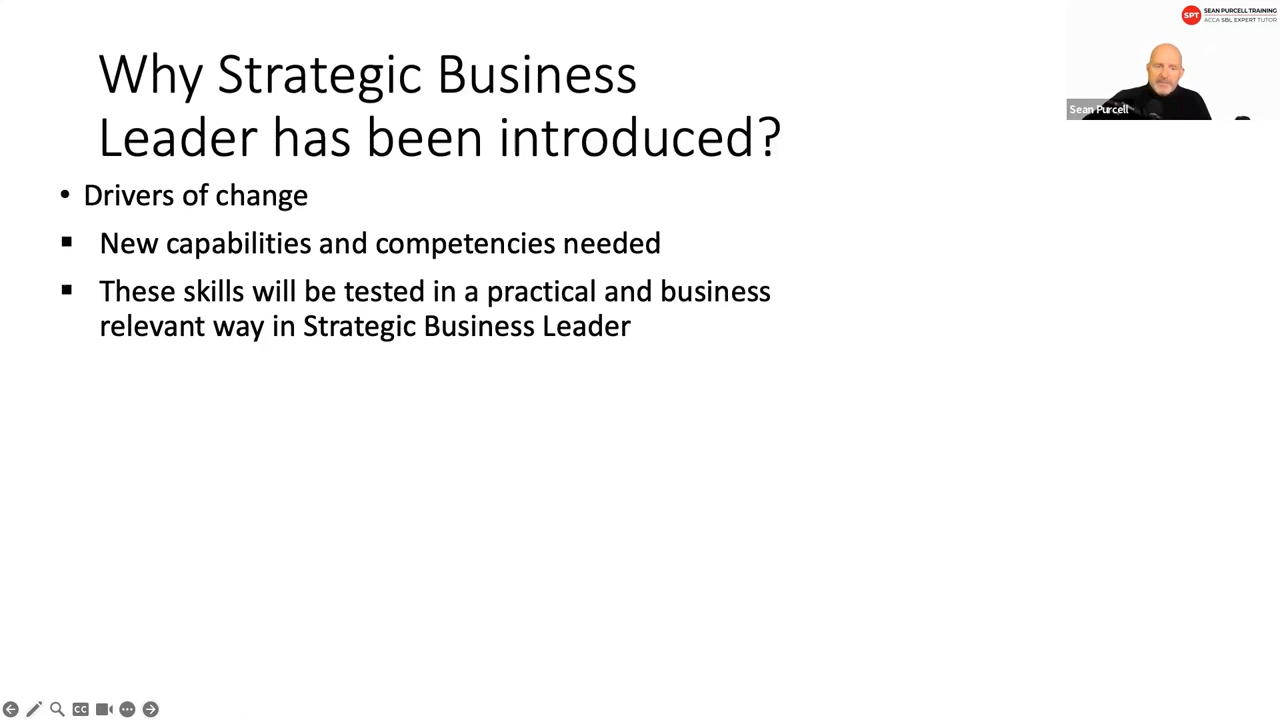 SPT
SEAN PURCELL TRAINING
ACCA SBL EXPERT TUTOR
Sean Purcell
Why Strategic Business
Leader has been introduced?
• Drivers of change
▪ New capabilities and competencies needed
▪ These skills will be tested in a practical and business
relevant way in Strategic Business Leader
CC